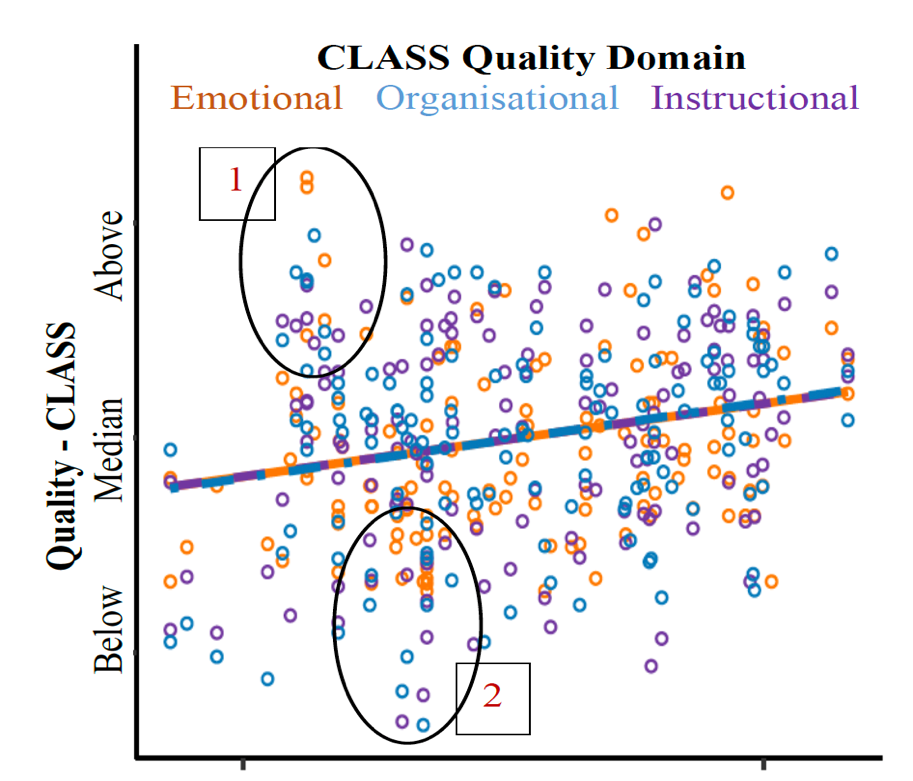 CLASS Quality Domain
Emotional Organisational Instructional
1
Above
Median
Below
Quality - CLASS
2